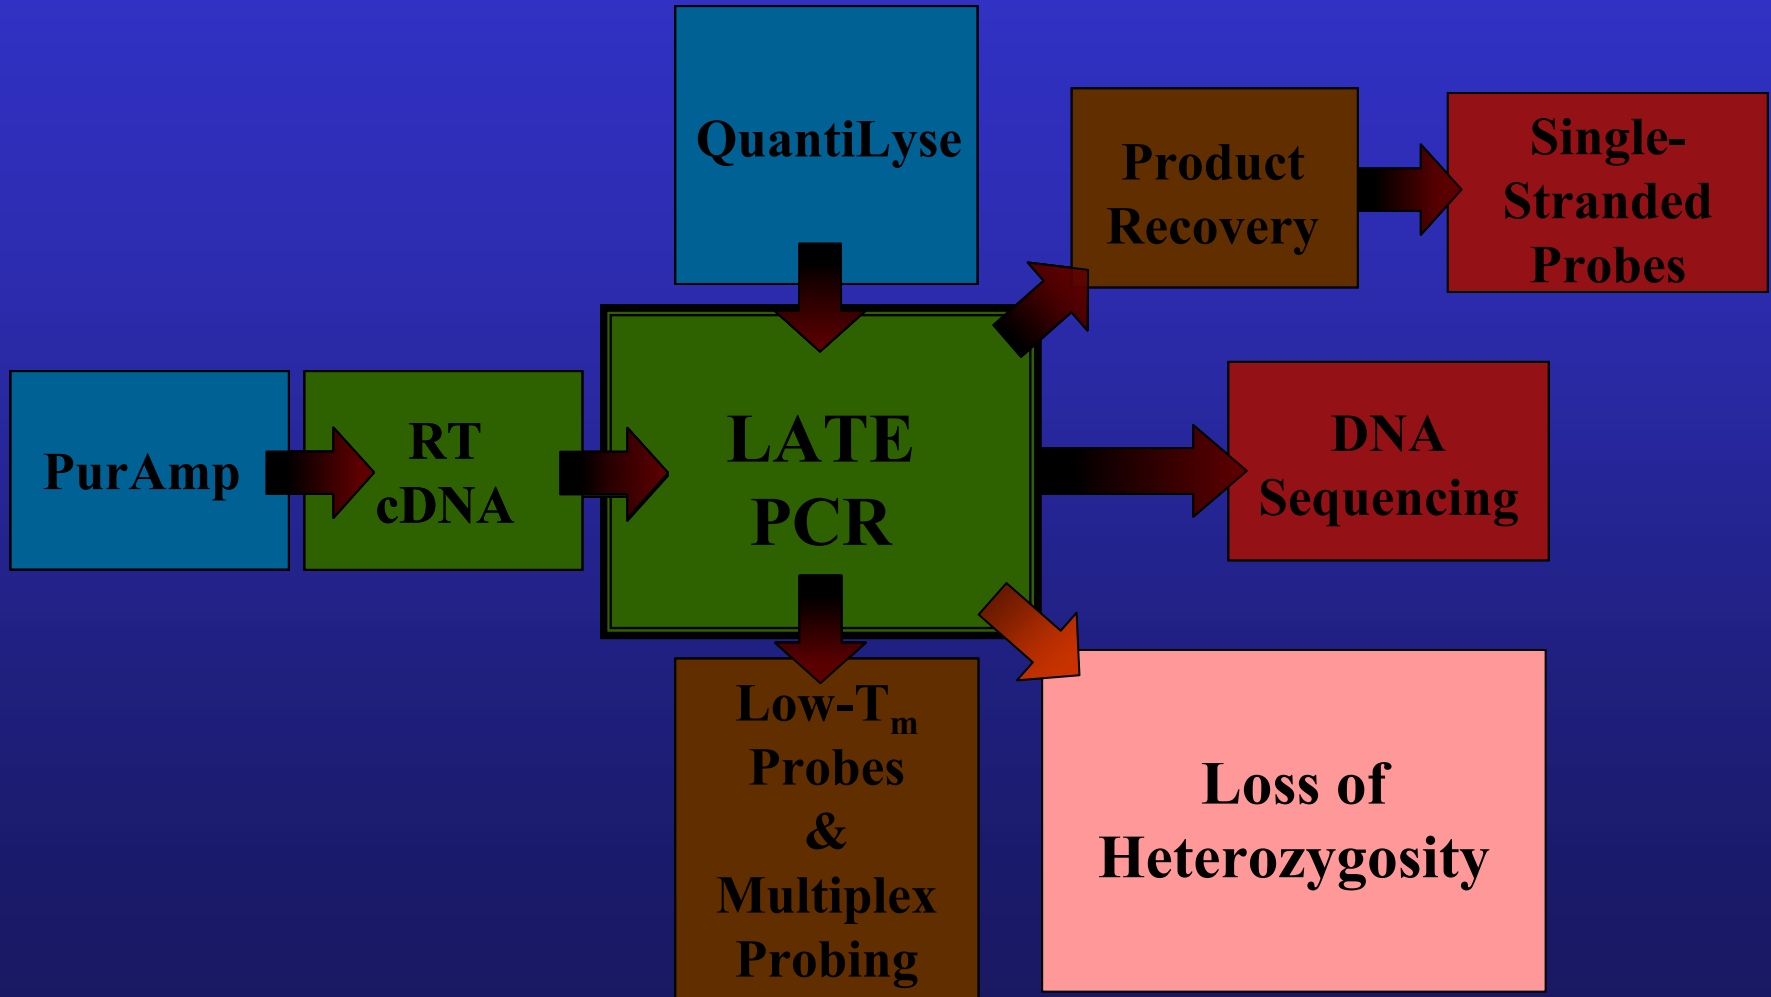 QuantiLyse
Product
Recovery
Single-
Stranded
Probes
PurAmp
RT
cDNA
LATE
PCR
DNA
Sequencing
Low-Tm
Probes
&
Multiplex
Probing
Loss of
Heterozygosity